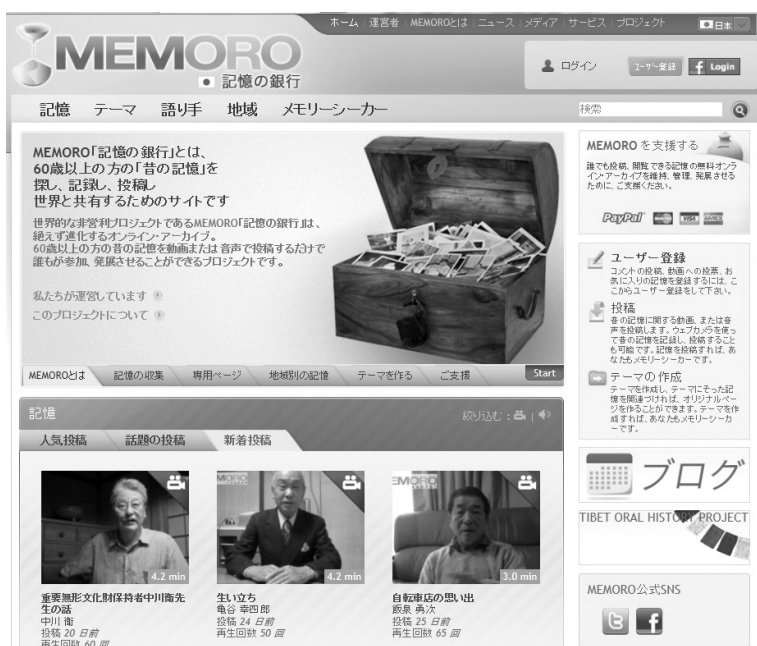 ホーム | 運営者 | MEMOROとは | ニュース | メディア | サービス | プロジェクト
日本
MEMORO
記憶の銀行
ログイン
ユーザー登録
f Login
記憶 テーマ 語り手 地域 メモリーシーカー
検索
MEMORO「記憶の銀行」とは、
60歳以上の方の「昔の記憶」を
探し、記録し、投稿し
世界と共有するためのサイトです
世界的な非営利プロジェクトであるMEMORO「記憶の銀行」は、
絶えず進化するオンライン・アーカイブ。
60歳以上の方の昔の記憶を動画または音声で投稿するだけで
誰もが参加、発展させることができるプロジェクトです。
私たちが運営しています
このプロジェクトについて
MEMOROとは 記憶の収集 専用ページ 地域別の記憶 テーマを作る ご支援 Start
MEMORO を支援する
誰でも投稿、閲覧できる記憶の無料オンラ
イン・アーカイブを維持、管理、発展させる
ために、ご支援ください。
PayPal VISA AMEX
ユーザー登録
コメントの投稿、動画への投票、お
気に入りの記憶を登録するには、こ
こからユーザー登録をして下さい。
投稿
昔の記憶に関する動画、または音
声を投稿します。ウェブカメラを使っ
て昔の記憶を記録し、投稿すること
も可能です。記憶を投稿すれば、あ
なたもメモリーシーカーです。
テーマの作成
テーマを作成し、テーマにそった記
憶を関連づければ、オリジナルペー
ジを作ることができます。テーマを作
成すれば、あなたもメモリーシーカ
ーです。
記憶
絞り込む :
人気投稿 話題の投稿 新着投稿
4.2 min
重要無形文化財保持者中川衛先
生の話
中川 衛
投稿 20 日前
再生回数 60 回
4.2 min
生い立ち
亀谷 幸四郎
投稿 24 日前
再生回数 50 回
MEMORO
3.0 min
自転車店の思い出
飯泉 勇次
投稿 25 日前
再生回数 65 回
ブログ
TIBET ORAL HISTORY PROJECT
MEMORO公式SNS